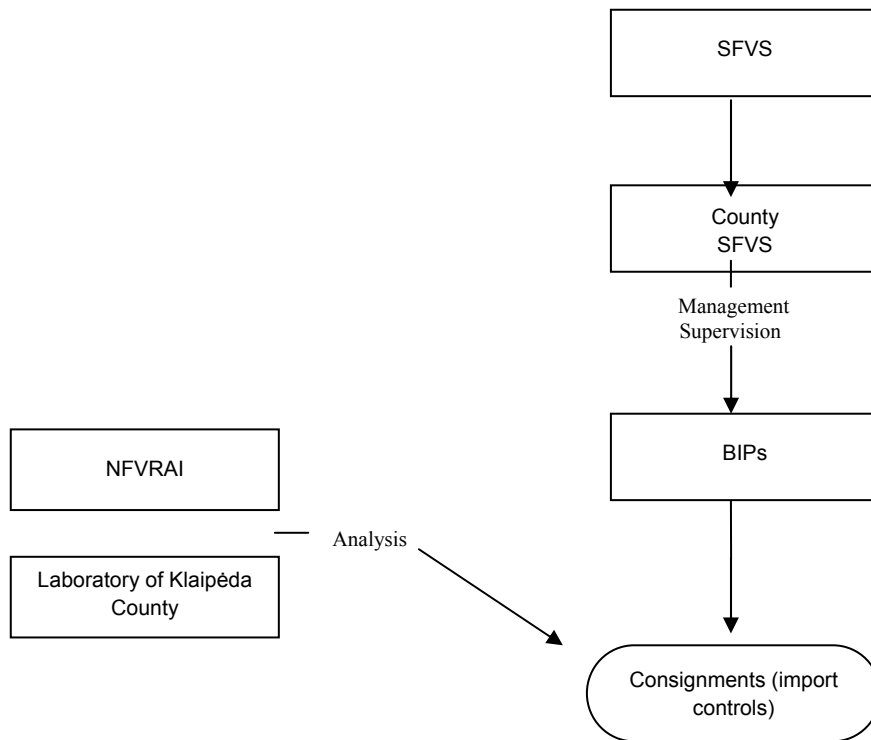 SFVS
County
SFVS
Management
Supervision
BIPs
NFVRAI
Analysis
Laboratory of Klaipėda
County
Consignments (import
controls)